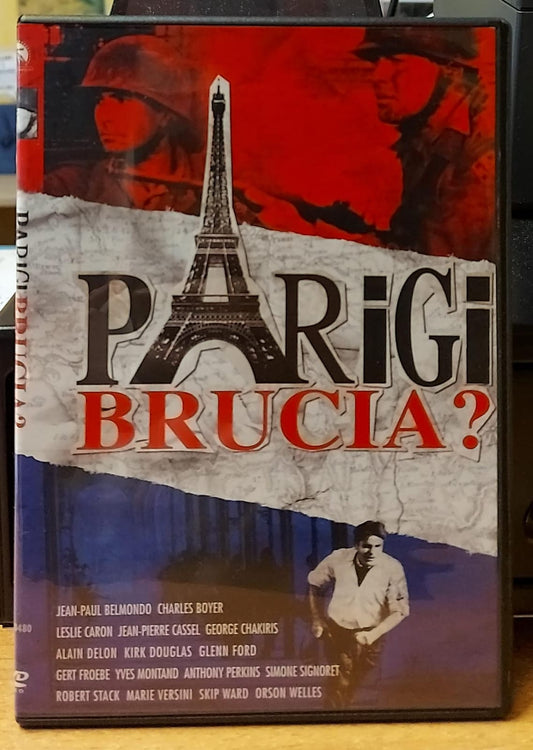 PARIGI
BRUCIA?
JEAN-PAUL BELMONDO CHARLES BOYER
LESLIE CARON JEAN-PIERRE CASSEL GEORGE CHAKIRIS
ALAIN DELON KIRK DOUGLAS GLENN FORD
GERT FROEBE YVES MONTAND ANTHONY PERKINS SIMONE SIGNORET
ROBERT STACK MARIE VERSINI SKIP WARD ORSON WELLES
PARIGI BRUCIA?